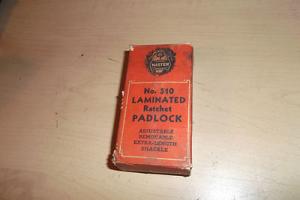 MASTER
No. 510
LAMINATED
Ratchet
PADLOCK
ADJUSTABLE
REMOVABLE
EXTRA-LENGTH
SHACKLE